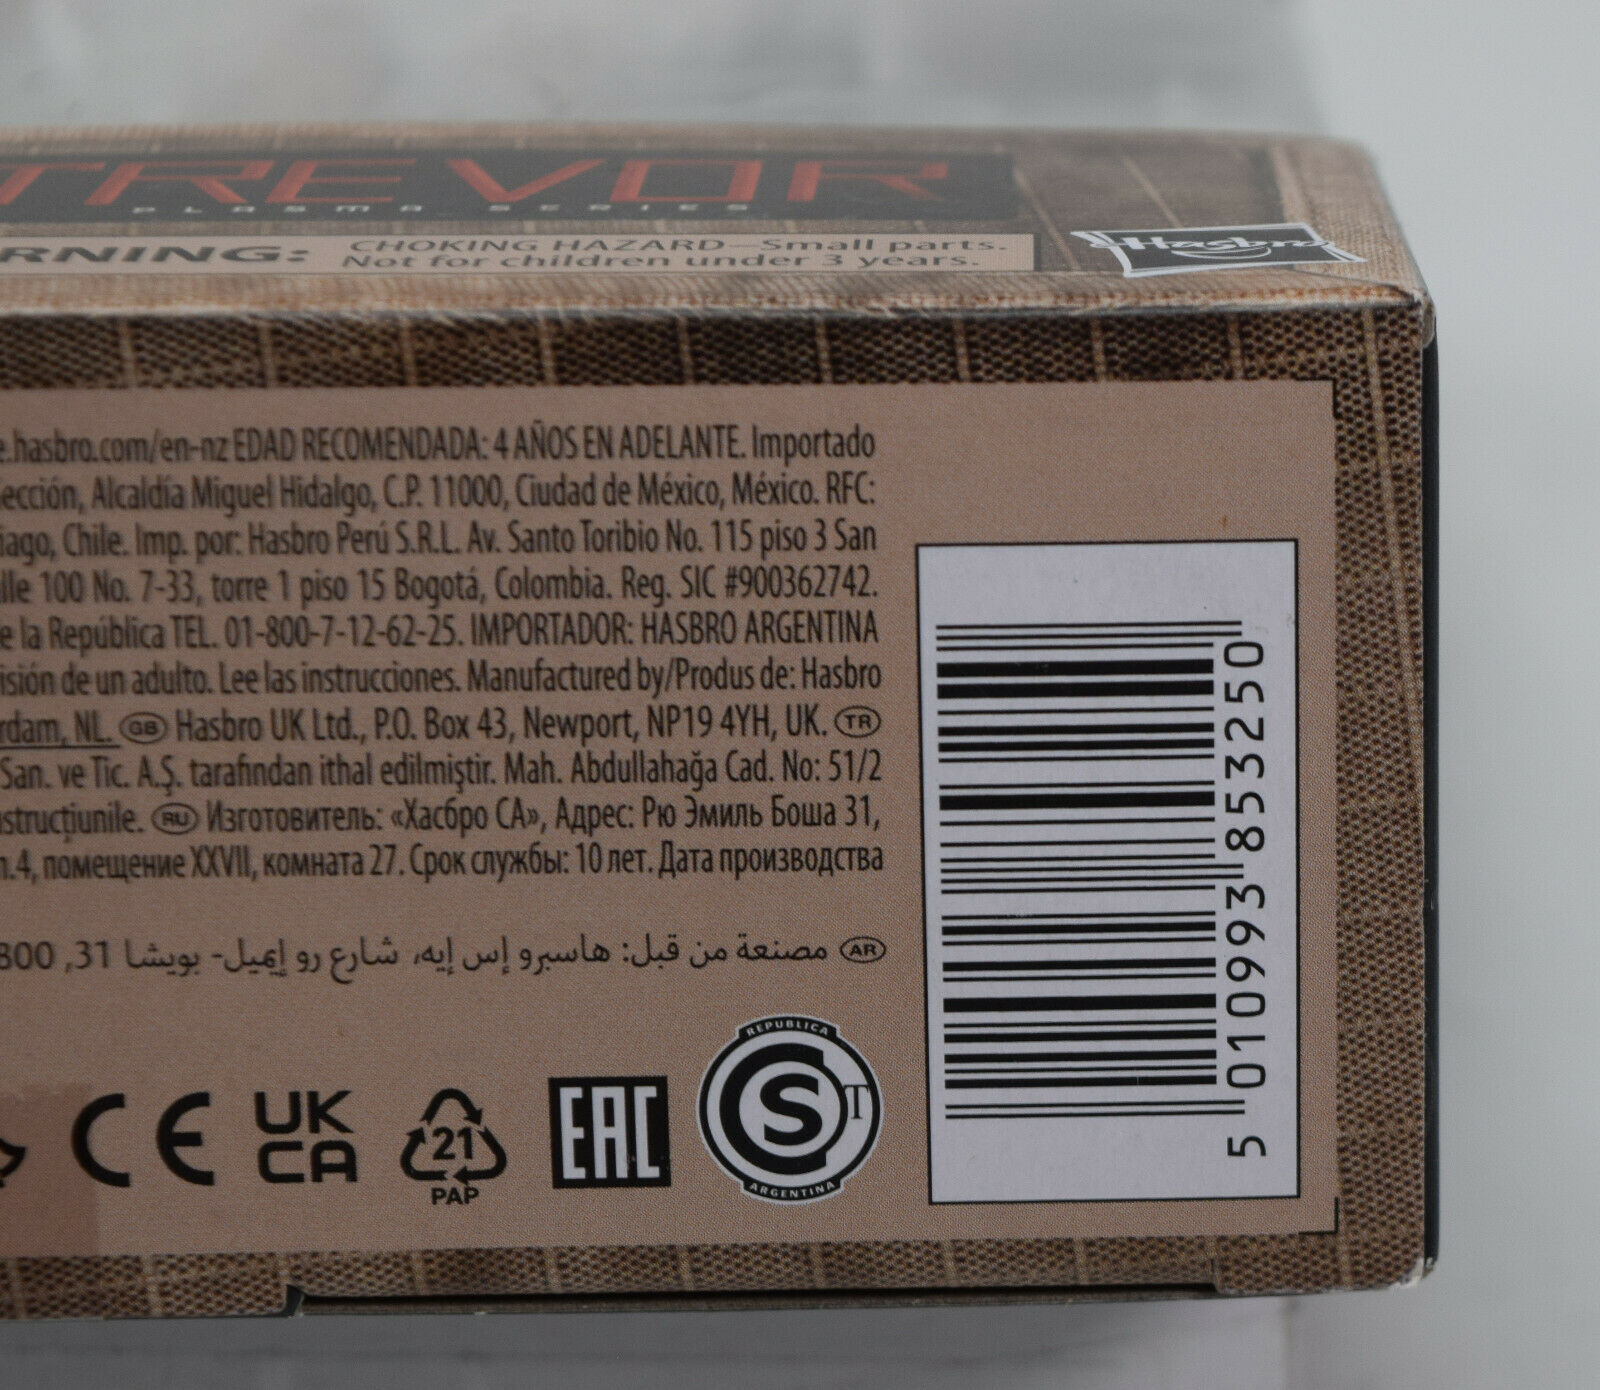 TREVOR
PLASMA SERIES
RNING: CHOKING HAZARD—Small parts.
Not for children under 3 years.
Hasbro
e.hasbro.com/en-nz EDAD RECOMENDADA: 4 AÑOS EN ADELANTE. Importado
ección, Alcaldía Miguel Hidalgo, C.P. 11000, Ciudad de México, México. RFC:
iago, Chile. Imp. por: Hasbro Perú S.R.L. Av. Santo Toribio No. 115 piso 3 San
lle 100 No. 7-33, torre 1 piso 15 Bogotá, Colombia. Reg. SIC #900362742.
e la República TEL. 01-800-7-12-62-25. IMPORTADOR: HASBRO ARGENTINA
isión de un adulto. Lee las instrucciones. Manufactured by/Produs de: Hasbro
rdam, NL. GB Hasbro UK Ltd., P.O. Box 43, Newport, NP19 4YH, UK. TR
San. ve Tic. A.Ş. tarafından ithal edilmiştir. Mah. Abdullahağa Cad. No: 51/2
nstrucțiunile. RU Изготовитель: «Хасбро СА», Адрес: Рю Эмиль Боша 31,
п.4, помещение XXVII, комната 27. Срок службы: 10 лет. Дата производства
AR مصنعة من قبل: هاسبرو إس إيه، شارع رو إيميل- بويشا 31, 800
CE
UK
CA
21
PAP
EAC
REPUBLICA
S
T
ARGENTINA
5 010993 853250